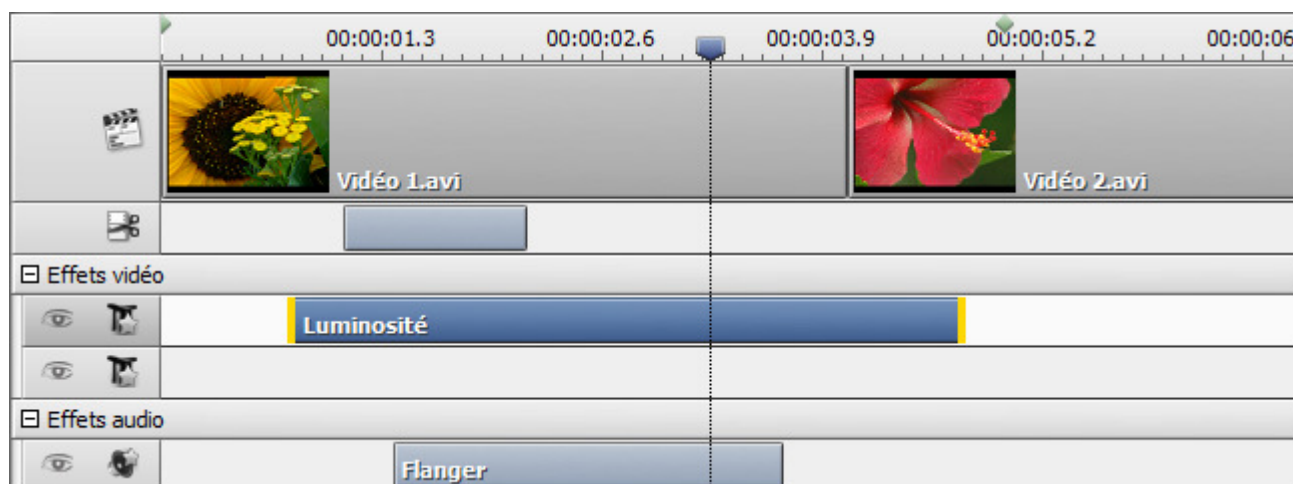 00:00:01.3 00:00:02.6 00:00:03.9 00:00:05.2 00:00:06
Vidéo 1.avi Vidéo 2.avi
Effets vidéo
Luminosité
Effets audio
Flanger